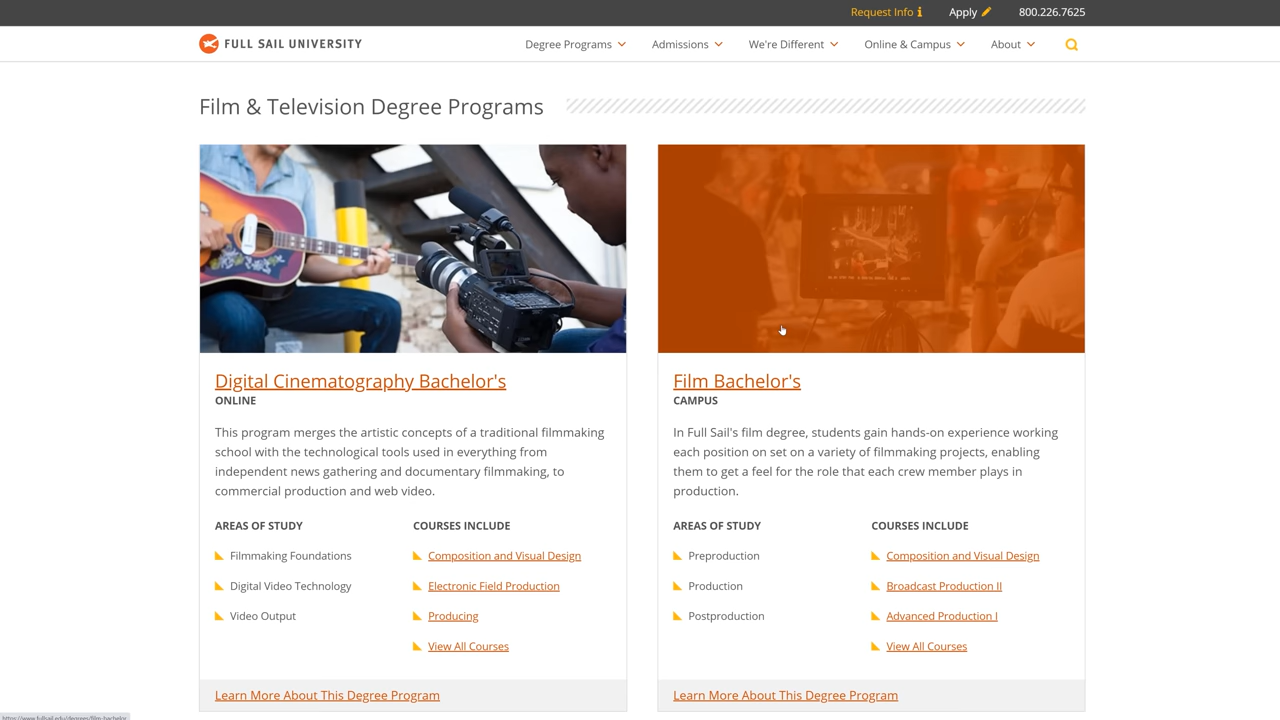 Request Info
Apply
800.226.7625
FULL SAIL UNIVERSITY
Degree Programs
Admissions
We're Different
Online & Campus
About
Film & Television Degree Programs
Digital Cinematography Bachelor's
ONLINE
This program merges the artistic concepts of a traditional filmmaking
school with the technological tools used in everything from
independent news gathering and documentary filmmaking, to
commercial production and web video.
AREAS OF STUDY
Filmmaking Foundations
Digital Video Technology
Video Output
COURSES INCLUDE
Composition and Visual Design
Electronic Field Production
Producing
View All Courses
Learn More About This Degree Program
Film Bachelor's
CAMPUS
In Full Sail's film degree, students gain hands-on experience working
each position on set on a variety of filmmaking projects, enabling
them to get a feel for the role that each crew member plays in
production.
AREAS OF STUDY
Preproduction
Production
Postproduction
COURSES INCLUDE
Composition and Visual Design
Broadcast Production II
Advanced Production I
View All Courses
Learn More About This Degree Program
https://www.fullsail.edu/degrees/film-bachelor